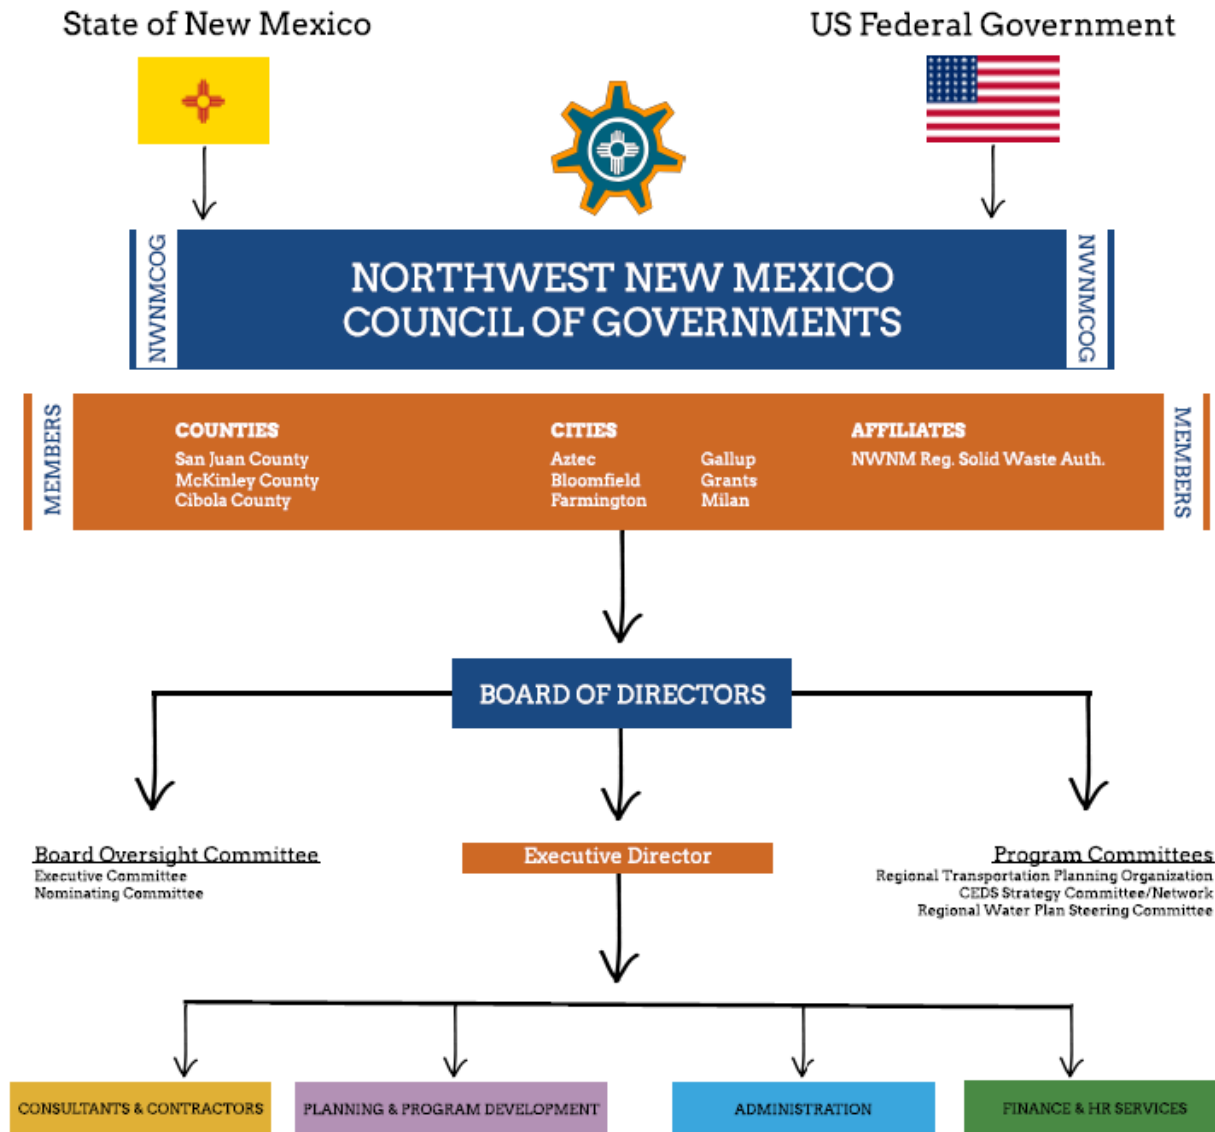 State of New Mexico
US Federal Government
NWNMCOG
NORTHWEST NEW MEXICO
COUNCIL OF GOVERNMENTS
NWNMCOG
MEMBERS
COUNTIES
San Juan County
McKinley County
Cibola County
CITIES
Aztec
Bloomfield
Farmington
Gallup
Grants
Milan
AFFILIATES
NWNM Reg. Solid Waste Auth.
MEMBERS
BOARD OF DIRECTORS
Board Oversight Committee
Executive Committee
Nominating Committee
Executive Director
Program Committees
Regional Transportation Planning Organization
CEDS Strategy Committee/Network
Regional Water Plan Steering Committee
CONSULTANTS & CONTRACTORS
PLANNING & PROGRAM DEVELOPMENT
ADMINISTRATION
FINANCE & HR SERVICES